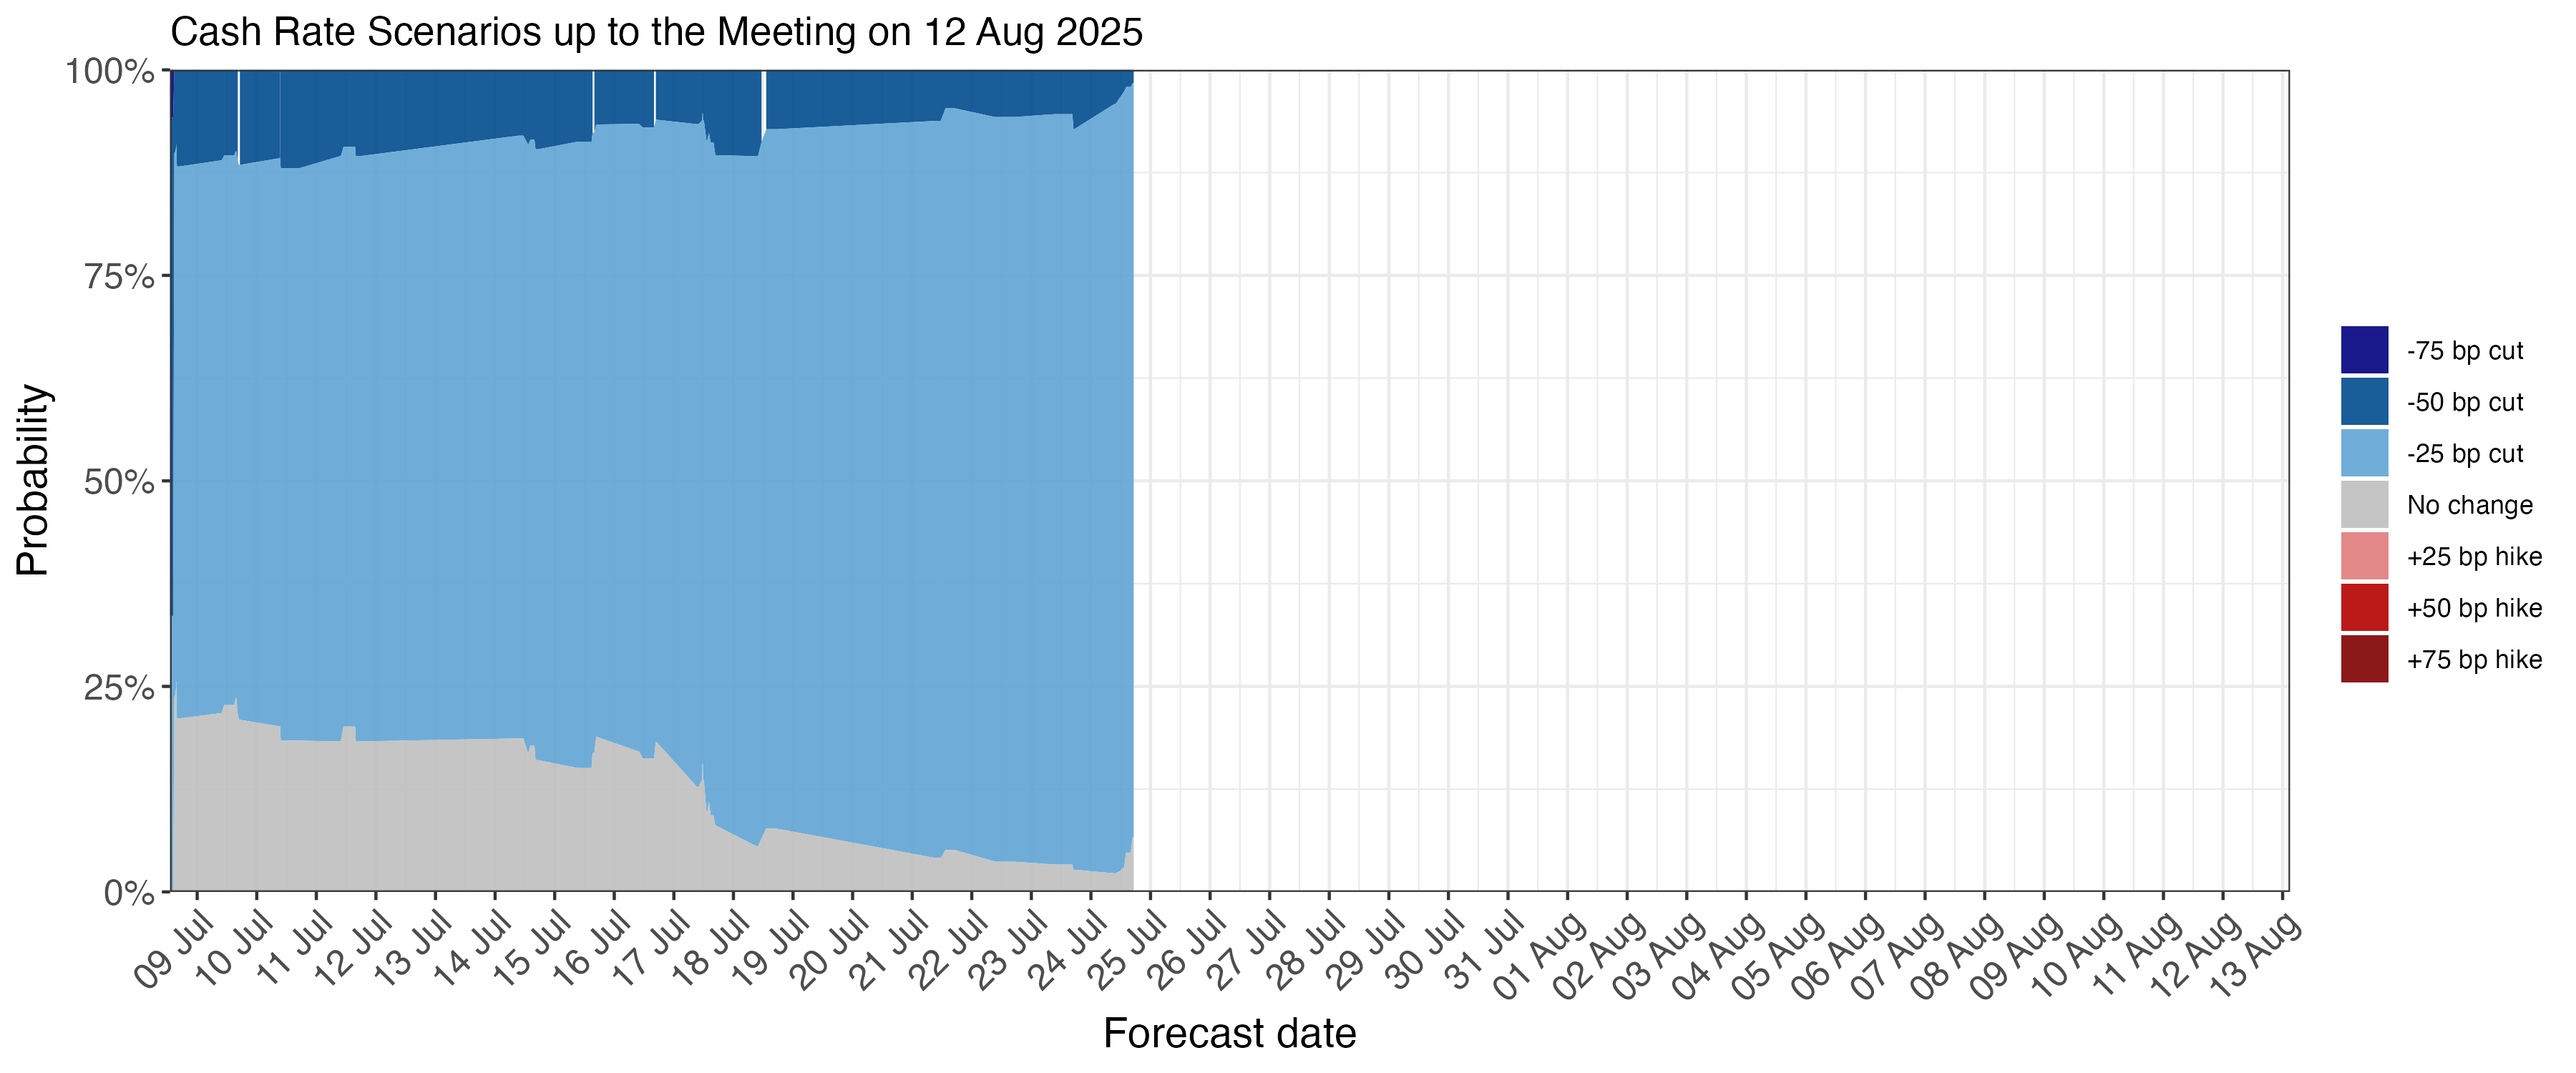 Cash Rate Scenarios up to the Meeting on 12 Aug 2025
100%
75%
50%
25%
0%
Probability
09 Jul
10 Jul
11 Jul
12 Jul
13 Jul
14 Jul
15 Jul
16 Jul
17 Jul
18 Jul
19 Jul
20 Jul
21 Jul
22 Jul
23 Jul
24 Jul
25 Jul
26 Jul
27 Jul
28 Jul
29 Jul
30 Jul
31 Jul
01 Aug
02 Aug
03 Aug
04 Aug
05 Aug
06 Aug
07 Aug
08 Aug
09 Aug
10 Aug
11 Aug
12 Aug
13 Aug
Forecast date
-75 bp cut
-50 bp cut
-25 bp cut
No change
+25 bp hike
+50 bp hike
+75 bp hike